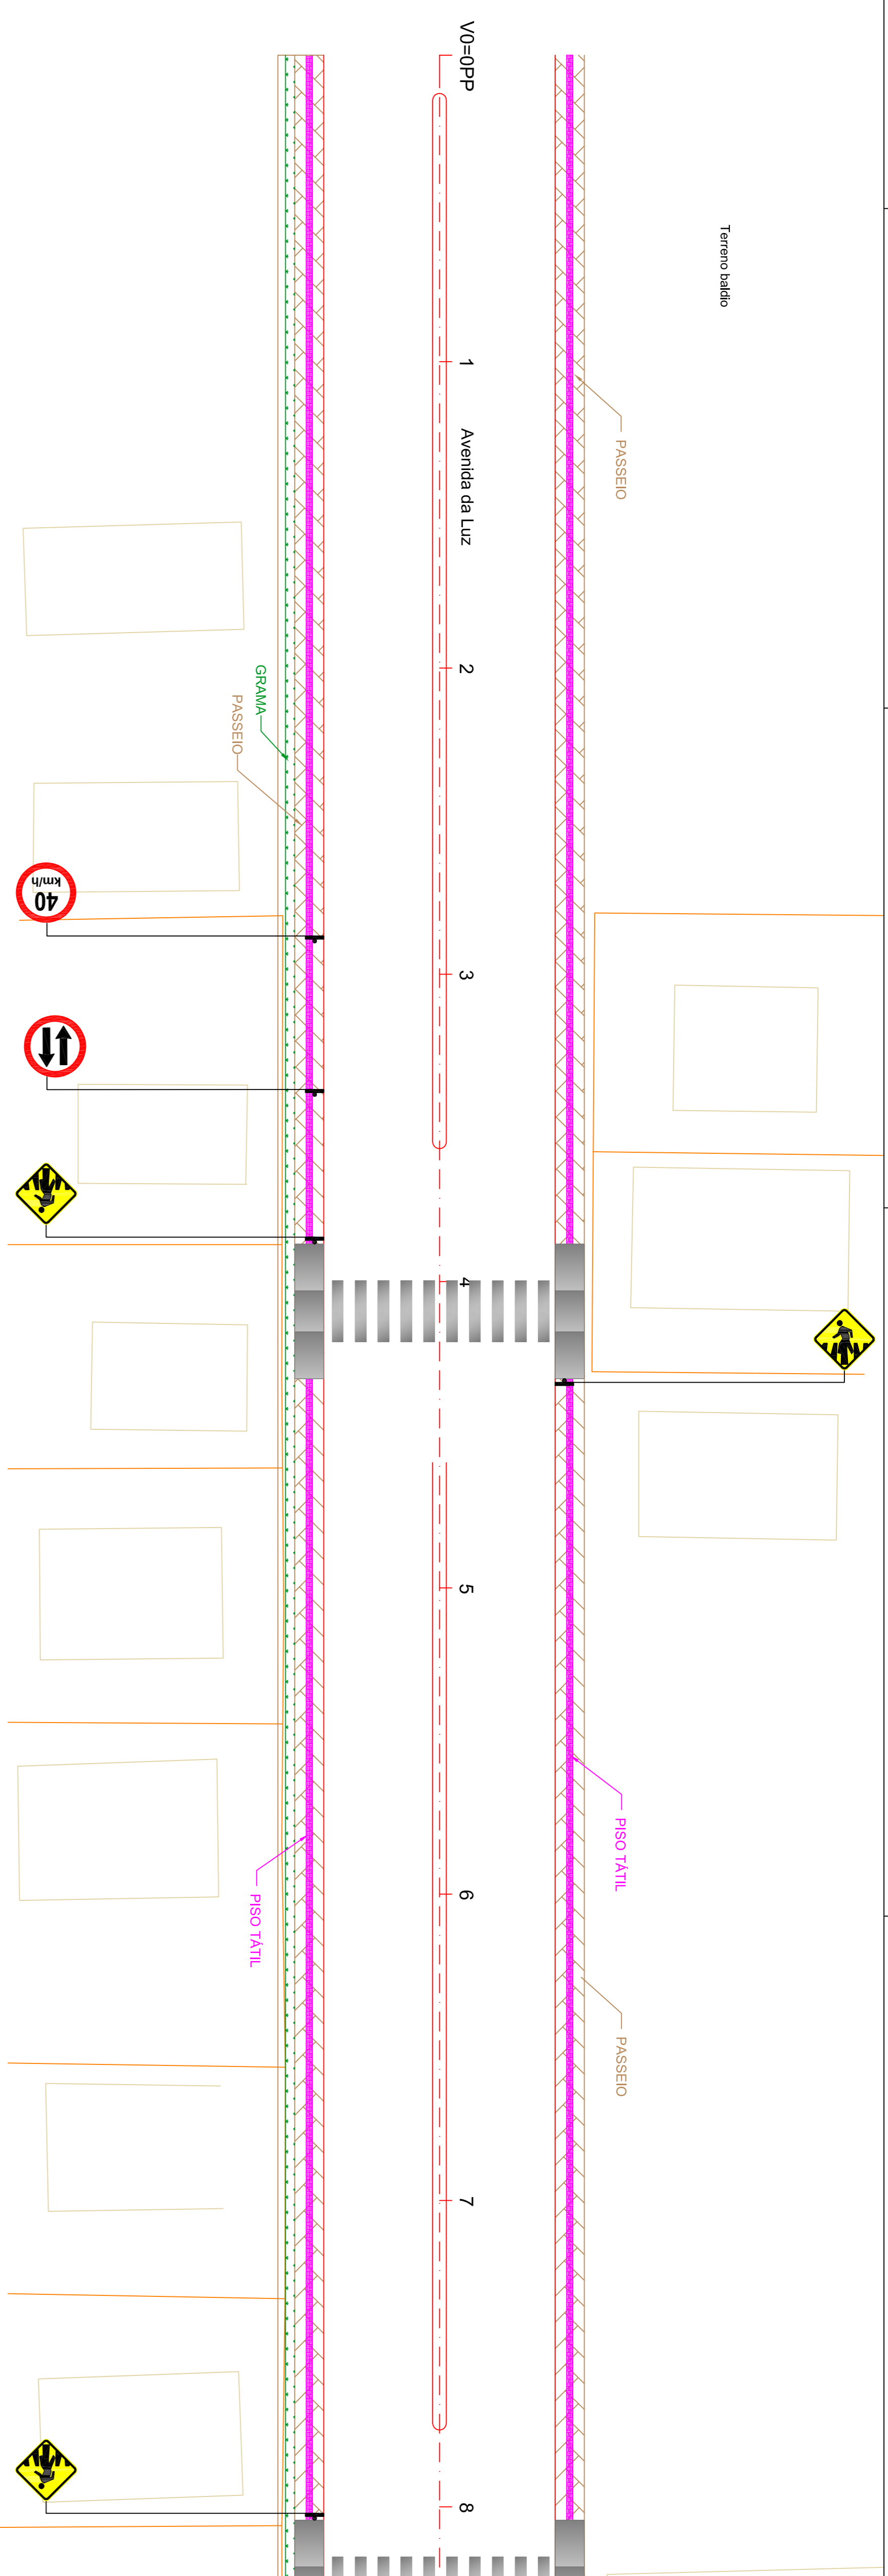 V0=0PP
Terreno baldio
1
PASSEIO
Avenida da Luz
2
GRAMA
PASSEIO
40
km/h
3
4
5
PISO TÁTIL
6
PISO TÁTIL
PASSEIO
7
8